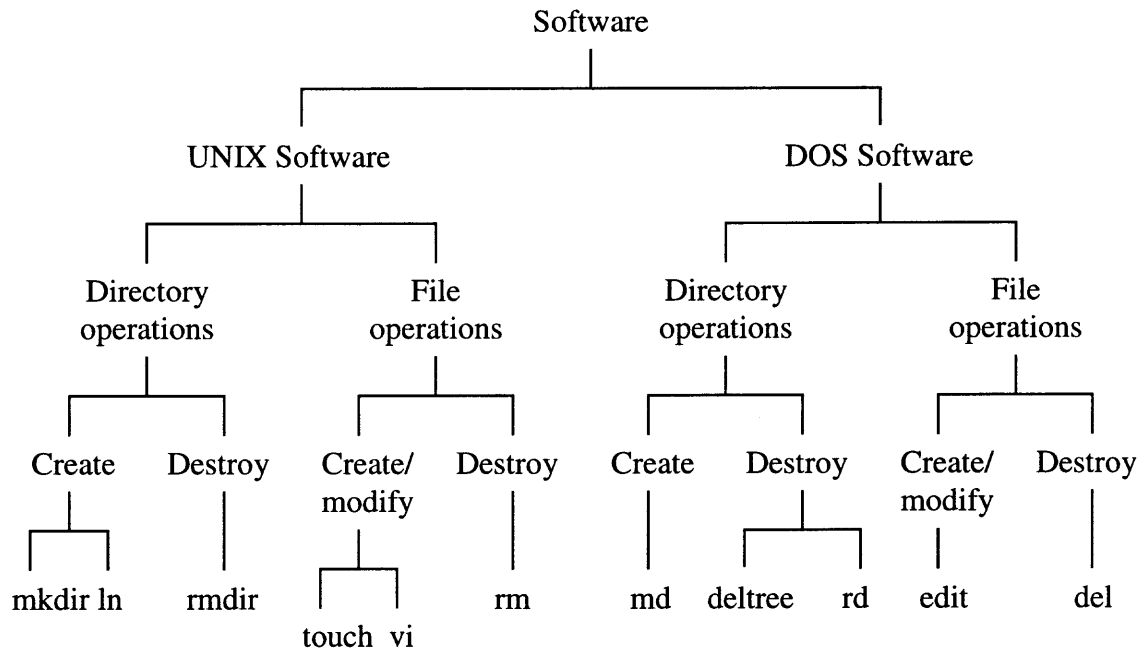 Software
UNIX Software DOS Software
Directory File Directory File
operations operations operations operations
Create Destroy Create/ Destroy Create Destroy Create/ Destroy
modify modify
mkdir ln rmdir rm md deltree rd edit del
touch vi